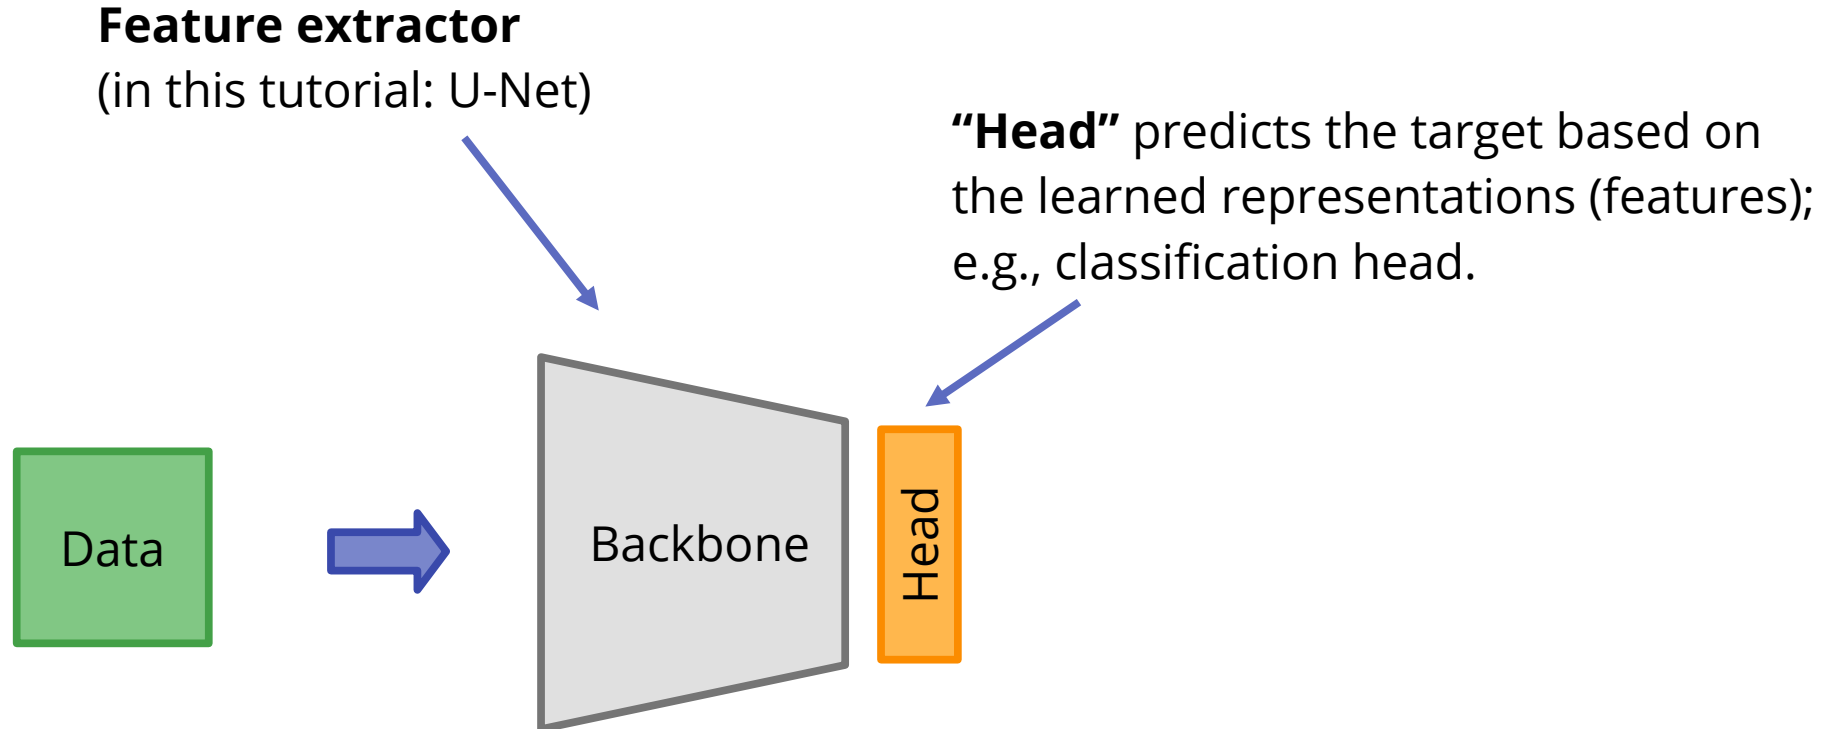 Feature extractor
(in this tutorial: U-Net)
“Head” predicts the target based on
the learned representations (features);
e.g., classification head.
Data
Backbone
Head